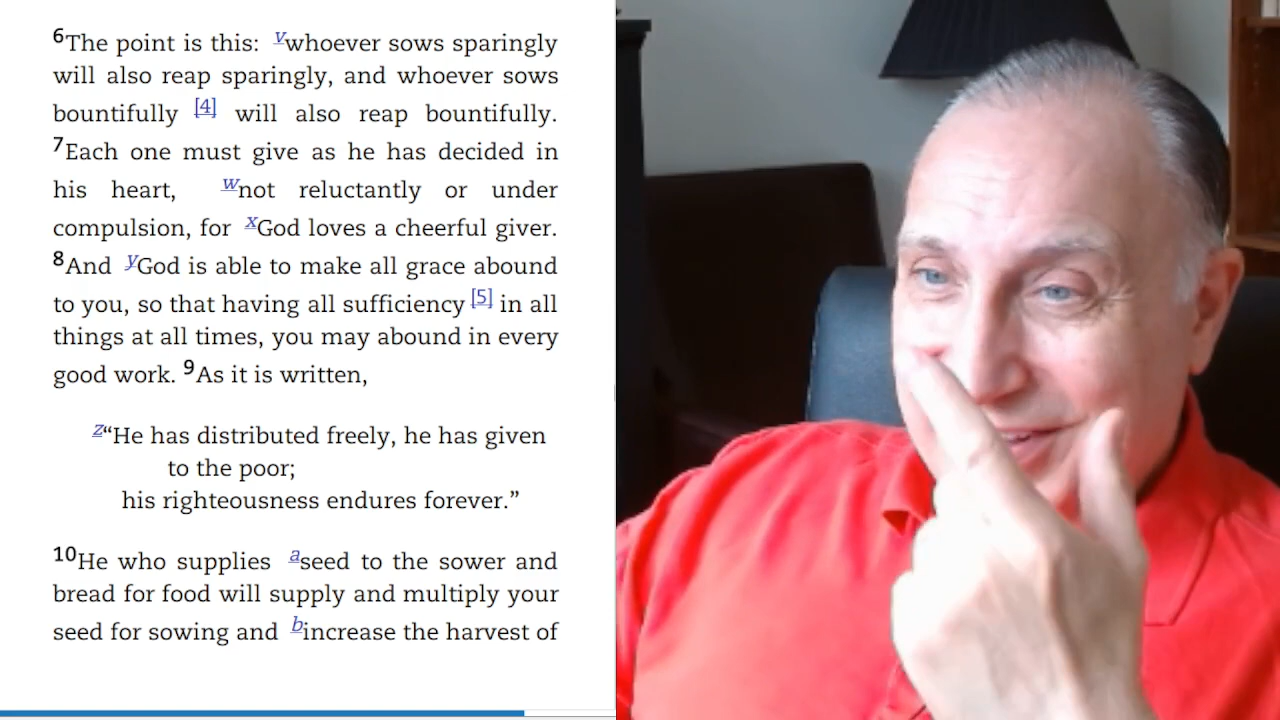 6The point is this: vwhoever sows sparingly
will also reap sparingly, and whoever sows
bountifully [4] will also reap bountifully.
7Each one must give as he has decided in
his heart, wnot reluctantly or under
compulsion, for xGod loves a cheerful giver.
8And yGod is able to make all grace abound
to you, so that having all sufficiency [5] in all
things at all times, you may abound in every
good work. 9As it is written,
z“He has distributed freely, he has given
to the poor;
his righteousness endures forever.”
10He who supplies aseed to the sower and
bread for food will supply and multiply your
seed for sowing and bincrease the harvest of